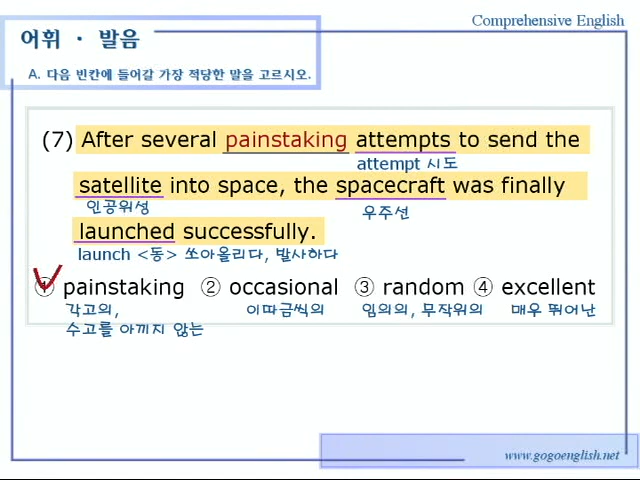 Comprehensive English
어휘 · 발음
A. 다음 빈칸에 들어갈 가장 적당한 말을 고르시오.
(7) After several painstaking attempts to send the
attempt 시도
satellite into space, the spacecraft was finally
인공위성 우주선
launched successfully.
launch <동> 쏘아올리다, 발사하다
① painstaking ② occasional ③ random ④ excellent
각고의, 이따금씩의 임의의, 무작위의 매우 뛰어난
수고를 아끼지 않는
www.gogoenglish.net